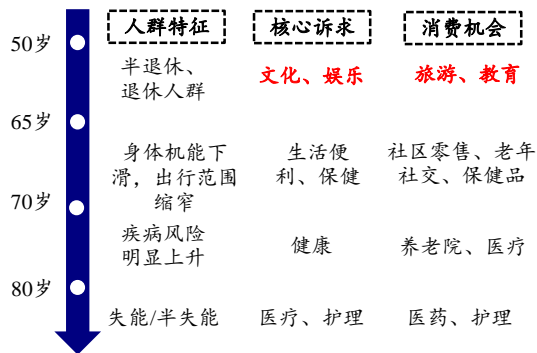 人群特征 核心诉求 消费机会
50岁
半退休、 文化、娱乐 旅游、教育
退休人群
65岁
身体机能下 生活便 社区零售、老年
滑，出行范围 利、保健 社交、保健品
缩窄
70岁
疾病风险
明显上升 健康 养老院、医疗
80岁
失能/半失能 医疗、护理 医药、护理